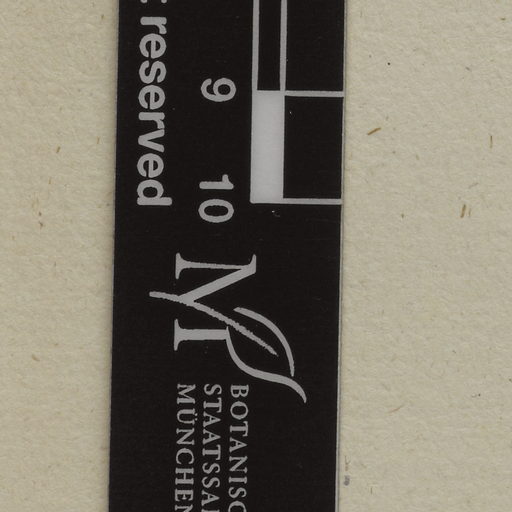 reserved
9 10
M
BOTANISC
STAATSSA
MÜNCHEN